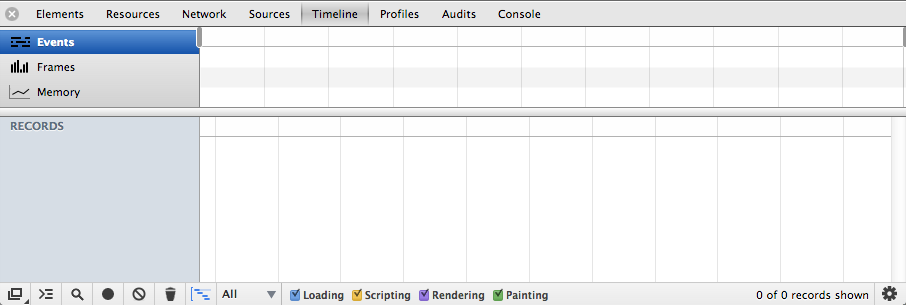 Elements Resources Network Sources Timeline Profiles Audits Console
Events
Frames
Memory
RECORDS
All Loading Scripting Rendering Painting 0 of 0 records shown